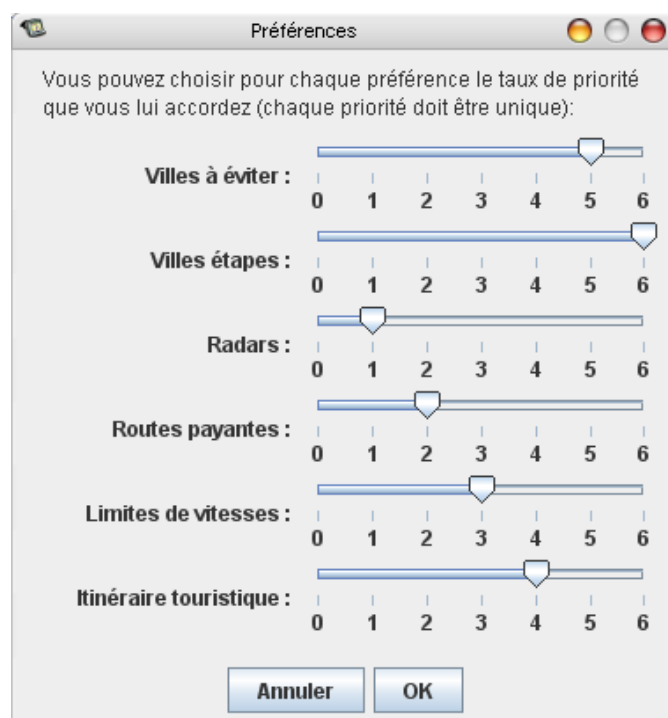 Préférences
Vous pouvez choisir pour chaque préférence le taux de priorité
que vous lui accordez (chaque priorité doit être unique):
Villes à éviter :
0 1 2 3 4 5 6
Villes étapes :
0 1 2 3 4 5 6
Radars :
0 1 2 3 4 5 6
Routes payantes :
0 1 2 3 4 5 6
Limites de vitesses :
0 1 2 3 4 5 6
Itinéraire touristique :
0 1 2 3 4 5 6
Annuler OK